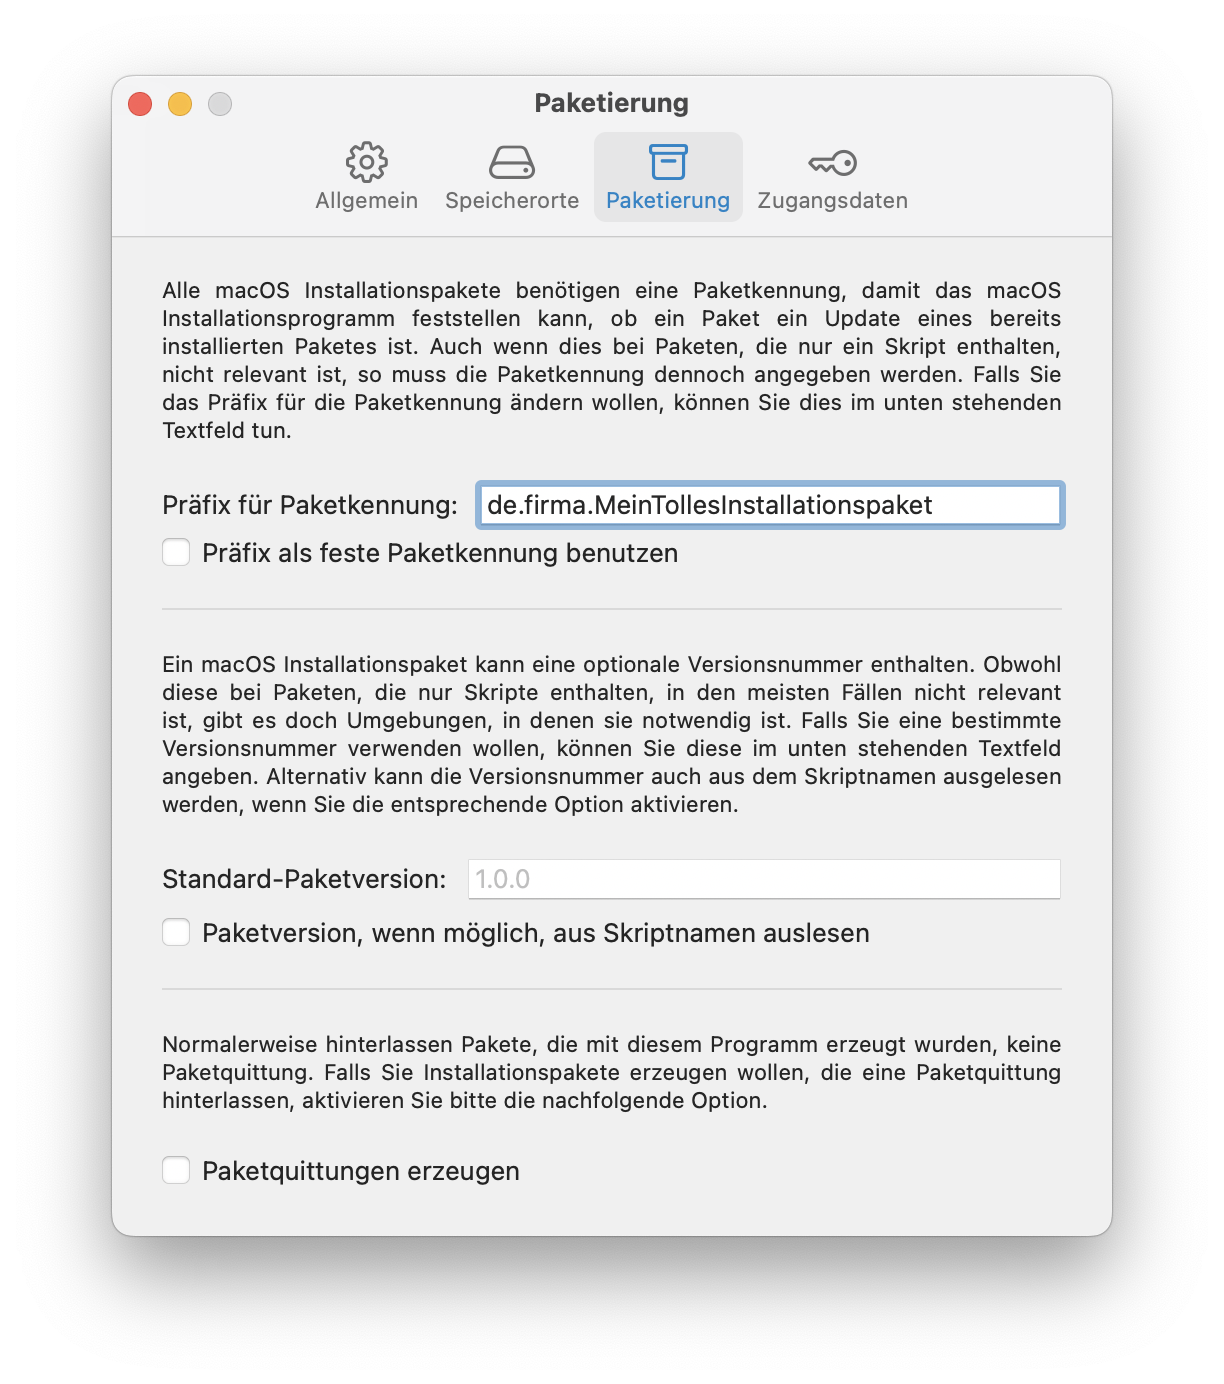 Paketierung
Allgemein Speicherorte Paketierung Zugangsdaten
Alle macOS Installationspakete benötigen eine Paketkennung, damit das macOS
Installationsprogramm feststellen kann, ob ein Paket ein Update eines bereits
installierten Paketes ist. Auch wenn dies bei Paketen, die nur ein Skript enthalten,
nicht relevant ist, so muss die Paketkennung dennoch angegeben werden. Falls Sie
das Präfix für die Paketkennung ändern wollen, können Sie dies im unten stehenden
Textfeld tun.
Präfix für Paketkennung: de.firma.MeinTollesInstallationspaket
Präfix als feste Paketkennung benutzen
Ein macOS Installationspaket kann eine optionale Versionsnummer enthalten. Obwohl
diese bei Paketen, die nur Skripte enthalten, in den meisten Fällen nicht relevant
ist, gibt es doch Umgebungen, in denen sie notwendig ist. Falls Sie eine bestimmte
Versionsnummer verwenden wollen, können Sie diese im unten stehenden Textfeld
angeben. Alternativ kann die Versionsnummer auch aus dem Skriptnamen ausgelesen
werden, wenn Sie die entsprechende Option aktivieren.
Standard-Paketversion: 1.0.0
Paketversion, wenn möglich, aus Skriptnamen auslesen
Normalerweise hinterlassen Pakete, die mit diesem Programm erzeugt wurden, keine
Paketquittung. Falls Sie Installationspakete erzeugen wollen, die eine Paketquittung
hinterlassen, aktivieren Sie bitte die nachfolgende Option.
Paketquittungen erzeugen